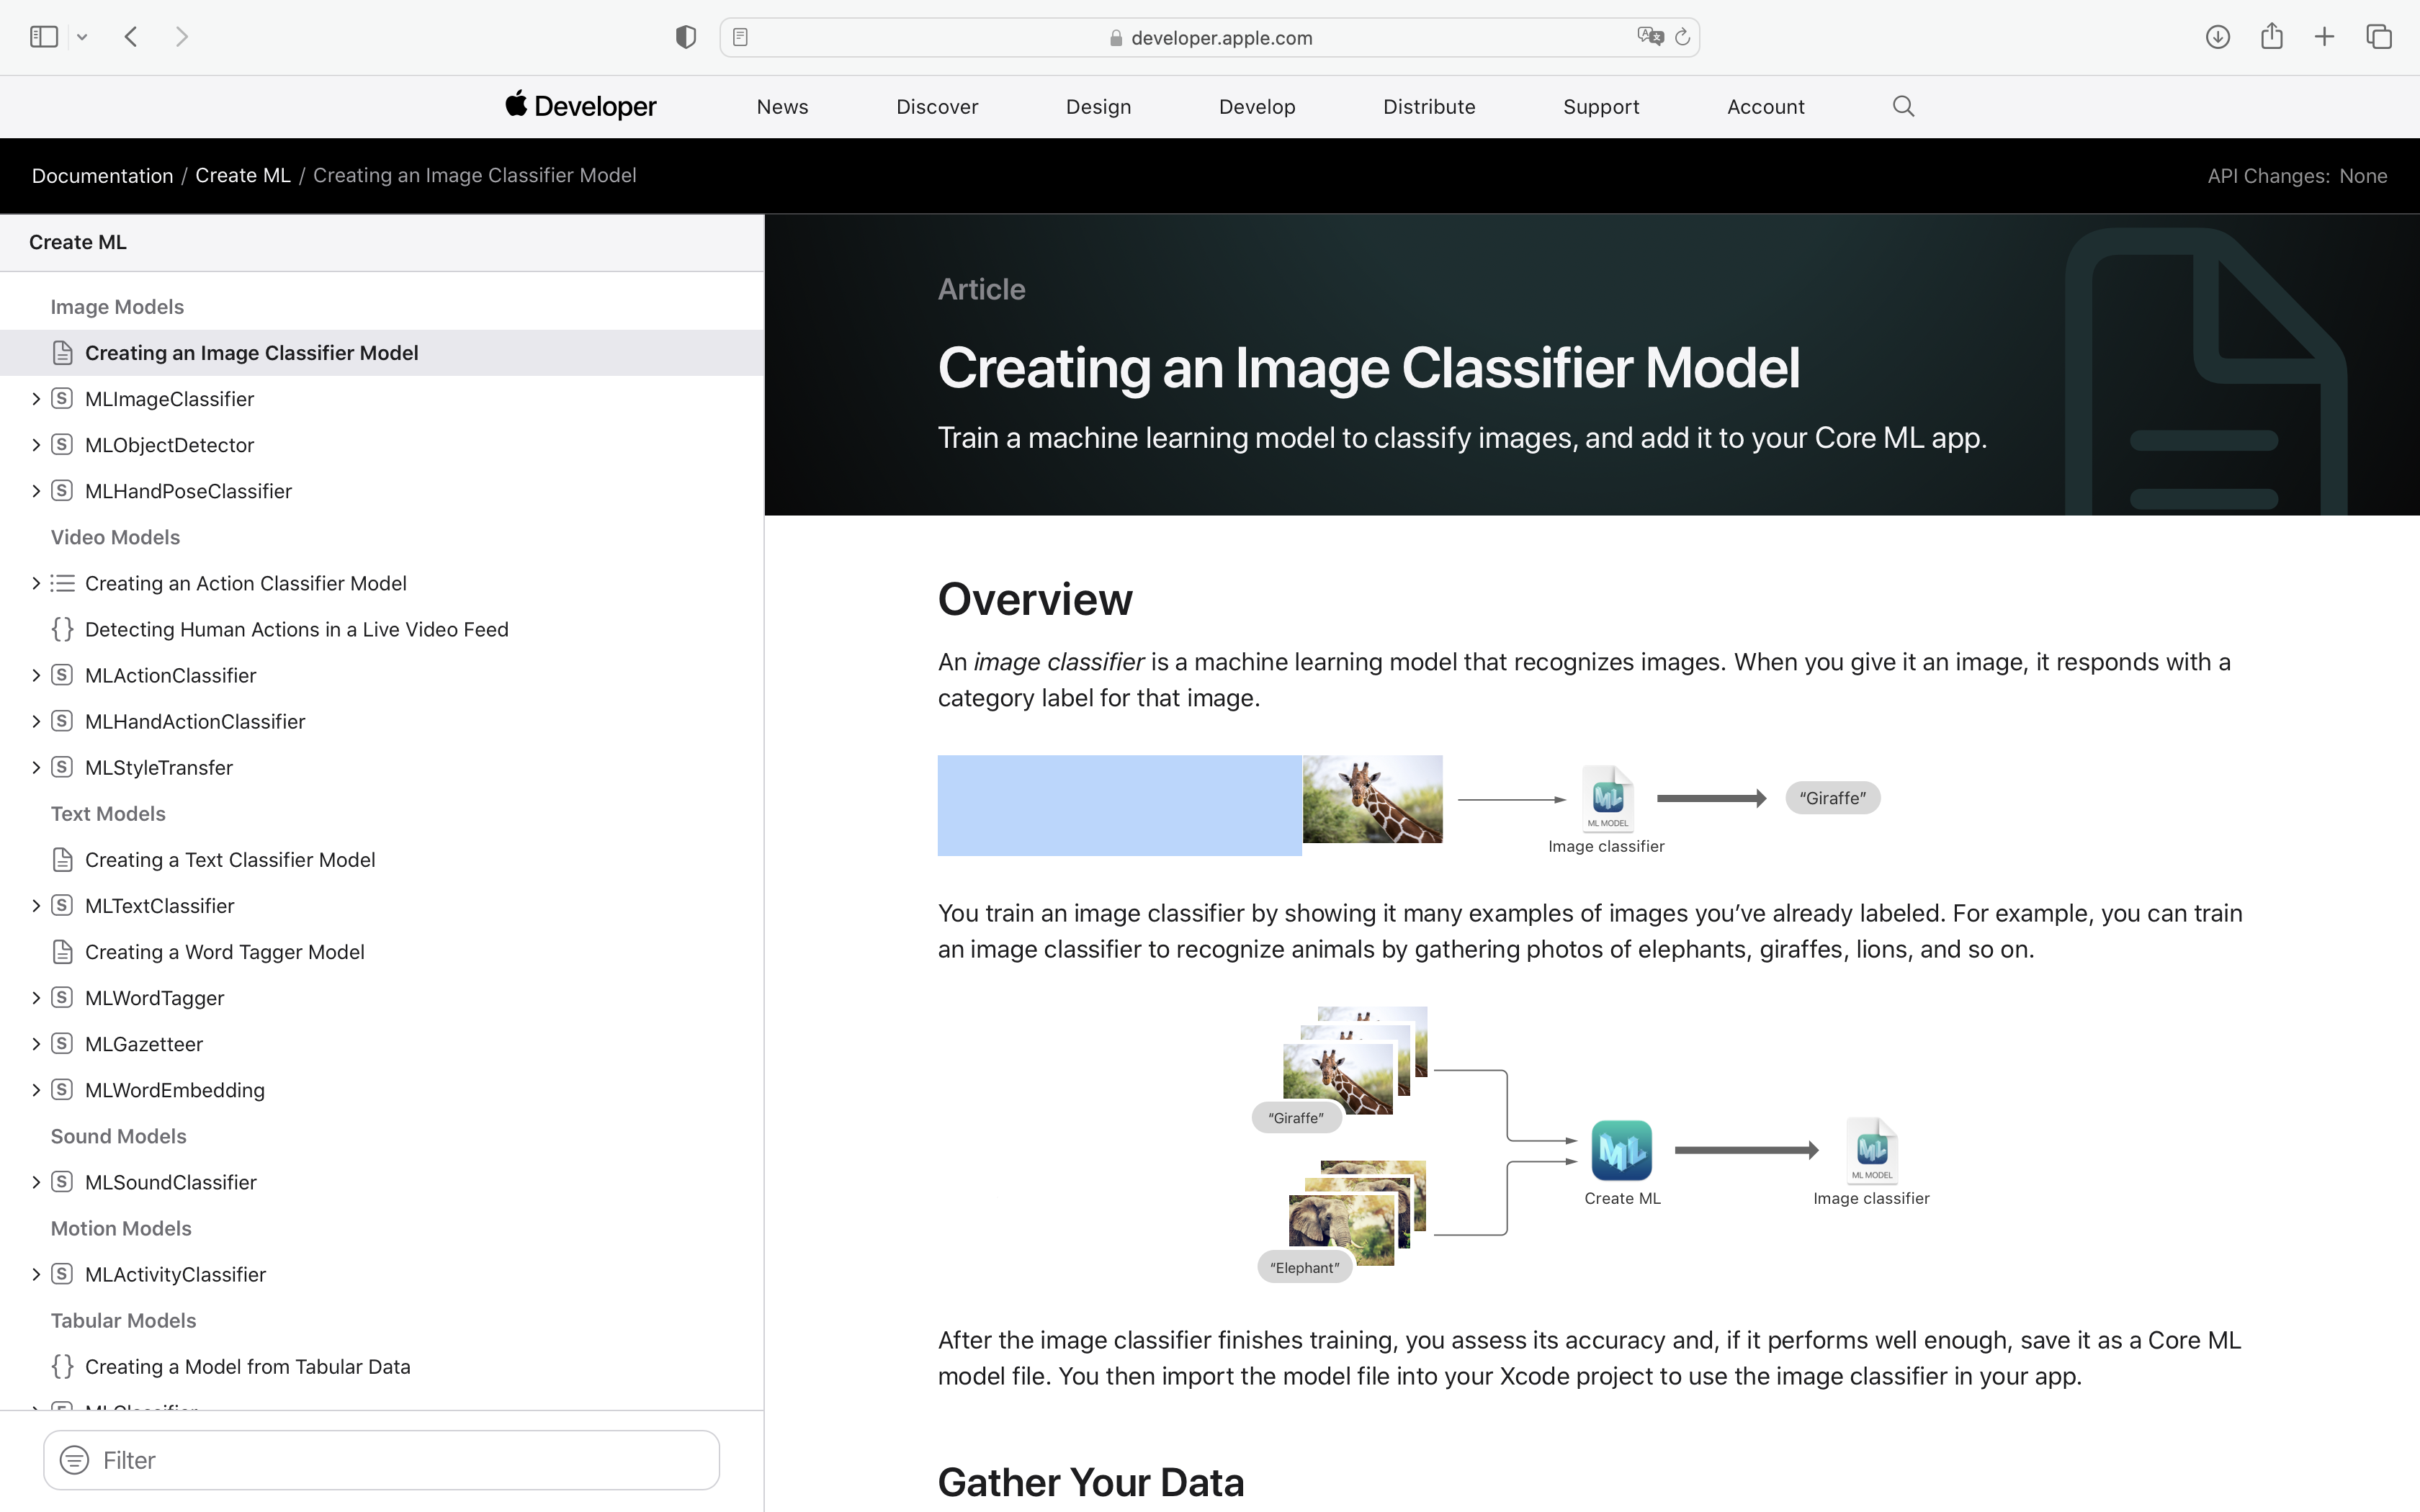 developer.apple.com
Developer
News
Discover
Design
Develop
Distribute
Support
Account
Documentation / Create ML / Creating an Image Classifier Model
API Changes: None
Create ML
Image Models
Creating an Image Classifier Model
S MLImageClassifier
S MLObjectDetector
S MLHandPoseClassifier
Video Models
Creating an Action Classifier Model
{} Detecting Human Actions in a Live Video Feed
S MLActionClassifier
S MLHandActionClassifier
S MLStyleTransfer
Text Models
Creating a Text Classifier Model
S MLTextClassifier
Creating a Word Tagger Model
S MLWordTagger
S MLGazetteer
S MLWordEmbedding
Sound Models
S MLSoundClassifier
Motion Models
S MLActivityClassifier
Tabular Models
{} Creating a Model from Tabular Data
Filter
Article
Creating an Image Classifier Model
Train a machine learning model to classify images, and add it to your Core ML app.
Overview
An image classifier is a machine learning model that recognizes images. When you give it an image, it responds with a
category label for that image.
ML
ML MODEL
Image classifier
“Giraffe”
You train an image classifier by showing it many examples of images you’ve already labeled. For example, you can train
an image classifier to recognize animals by gathering photos of elephants, giraffes, lions, and so on.
“Giraffe”
“Elephant”
ML
Create ML
ML
ML MODEL
Image classifier
After the image classifier finishes training, you assess its accuracy and, if it performs well enough, save it as a Core ML
model file. You then import the model file into your Xcode project to use the image classifier in your app.
Gather Your Data